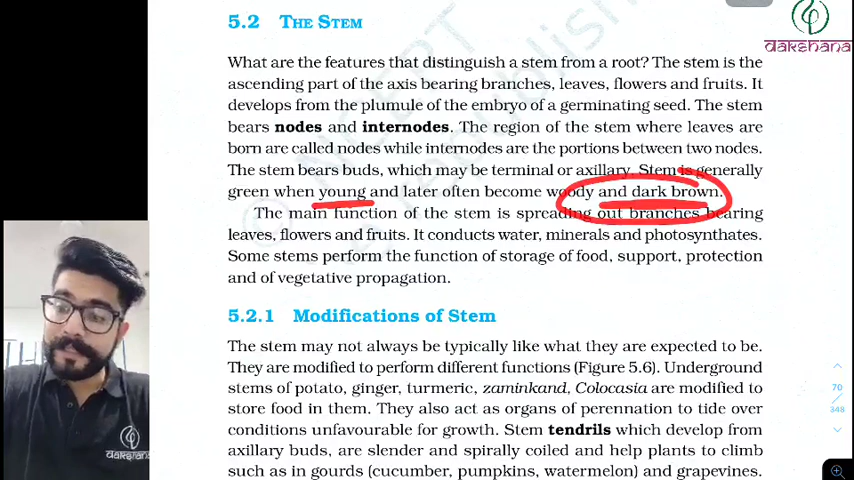 dakshana
5.2 THE STEM
What are the features that distinguish a stem from a root? The stem is the
ascending part of the axis bearing branches, leaves, flowers and fruits. It
develops from the plumule of the embryo of a germinating seed. The stem
bears nodes and internodes. The region of the stem where leaves are
born are called nodes while internodes are the portions between two nodes.
The stem bears buds, which may be terminal or axillary. Stem is generally
green when young and later often become woody and dark brown.
The main function of the stem is spreading out branches bearing
leaves, flowers and fruits. It conducts water, minerals and photosynthates.
Some stems perform the function of storage of food, support, protection
and of vegetative propagation.
5.2.1 Modifications of Stem
The stem may not always be typically like what they are expected to be.
They are modified to perform different functions (Figure 5.6). Underground
stems of potato, ginger, turmeric, zaminkand, Colocasia are modified to
store food in them. They also act as organs of perennation to tide over
conditions unfavourable for growth. Stem tendrils which develop from
axillary buds, are slender and spirally coiled and help plants to climb
such as in gourds (cucumber, pumpkins, watermelon) and grapevines.
70
348
dakshana